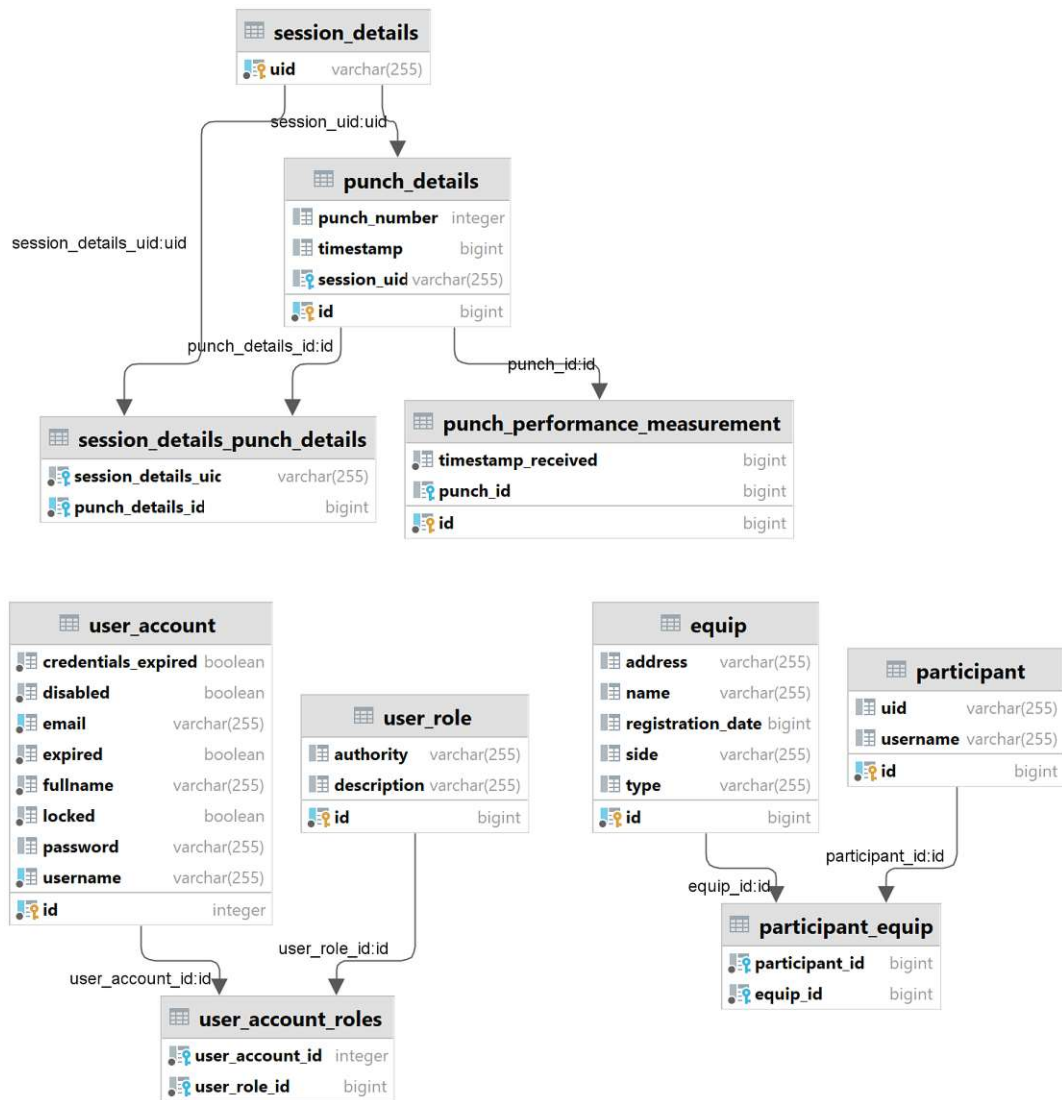 session_details
uid varchar(255)
session_uid:uid
punch_details
punch_number integer
timestamp bigint
session_details_uid:uid
session_uid varchar(255)
id bigint
punch_details_id:id
punch_id:id
session_details_punch_details
session_details_uid varchar(255)
punch_details_id bigint
punch_performance_measurement
timestamp_received bigint
punch_id bigint
id bigint
user_account
credentials_expired boolean
disabled boolean
email varchar(255)
expired boolean
fullname varchar(255)
locked boolean
password varchar(255)
username varchar(255)
id integer
user_role
authority varchar(255)
description varchar(255)
id bigint
user_account_id:id
user_role_id:id
user_account_roles
user_account_id integer
user_role_id bigint
equip
address varchar(255)
name varchar(255)
registration_date bigint
side varchar(255)
type varchar(255)
id bigint
participant
uid varchar(255)
username varchar(255)
id bigint
participant_id:id
equip_id:id
participant_equip
participant_id bigint
equip_id bigint